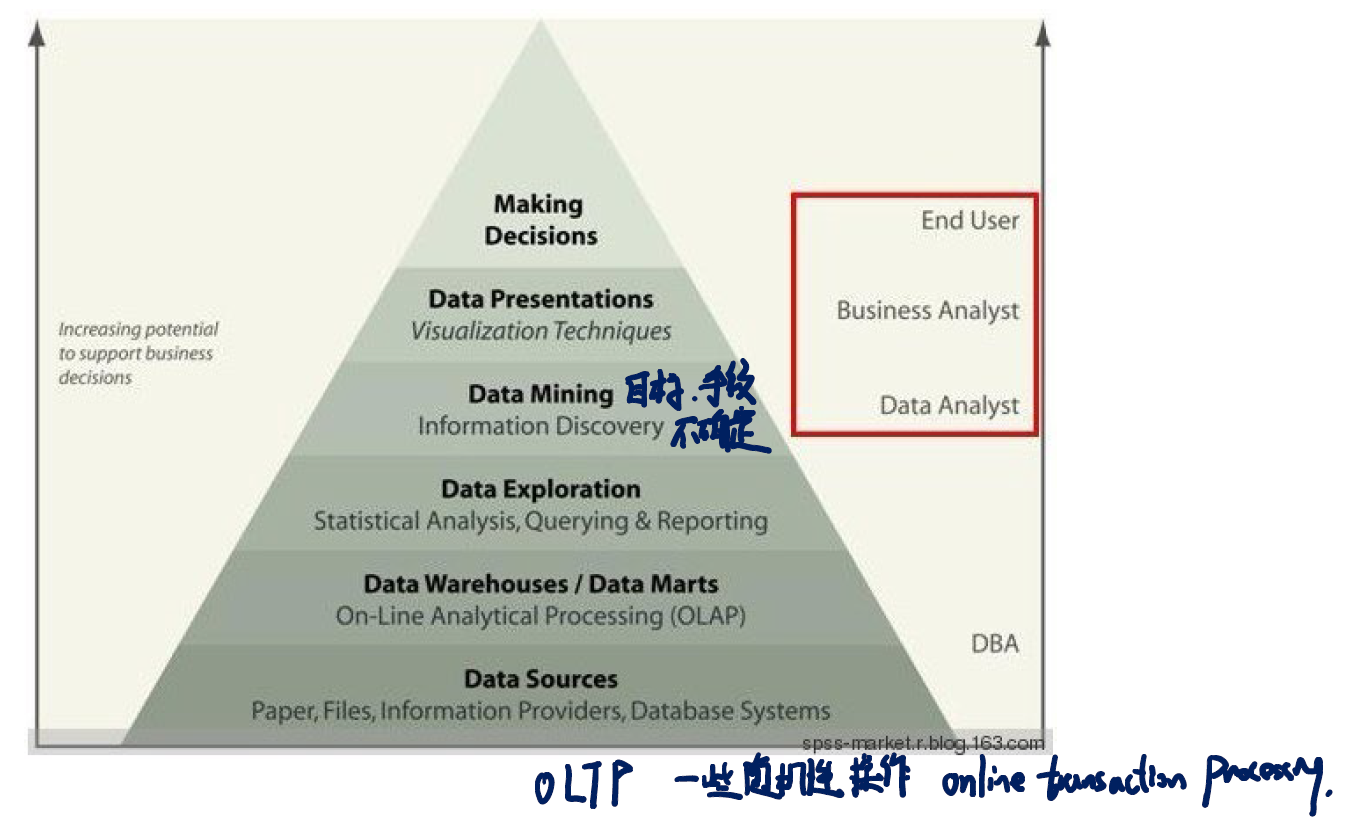 Making
Decisions
End User
Data Presentations
Visualization Techniques
Business Analyst
Increasing potential
to support business
decisions
Data Mining 目标.手段
Information Discovery 不确定
Data Analyst
Data Exploration
Statistical Analysis, Querying & Reporting
Data Warehouses / Data Marts
On-Line Analytical Processing (OLAP)
DBA
Data Sources
Paper, Files, Information Providers, Database Systems
spss-market.r.blog.163.com
OLTP 一些随机性操作 online transaction processing.